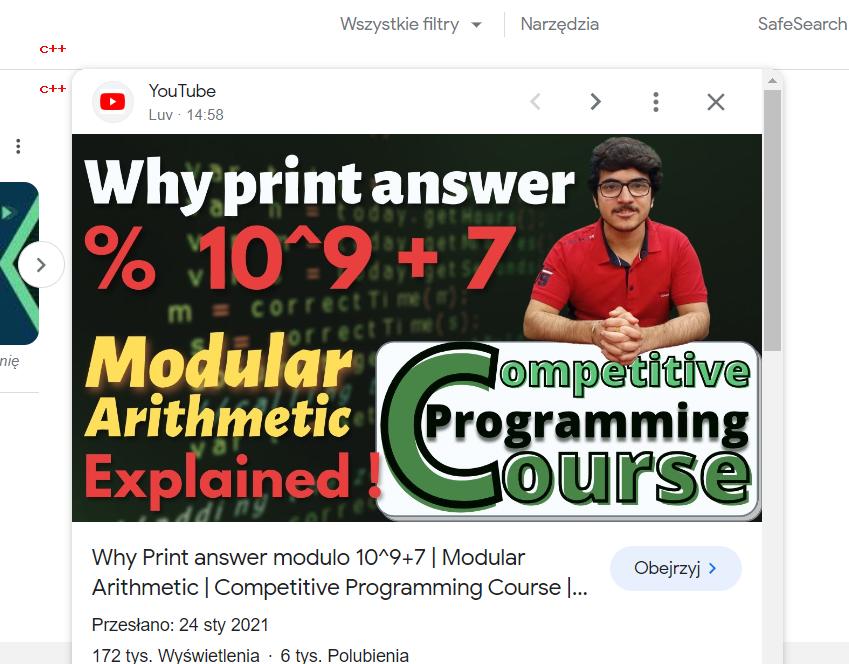 Wszystkie filtry
Narzędzia
SafeSearch
c++
c++
YouTube
Luv · 14:58
Why print answer
% 10^9 + 7
Modular
Arithmetic
Explained !
Competitive
Programming
Course
nię
Why Print answer modulo 10^9+7 | Modular
Arithmetic | Competitive Programming Course |...
Obejrzyj
Przesłano: 24 sty 2021
172 tys. Wyświetlenia · 6 tys. Polubienia